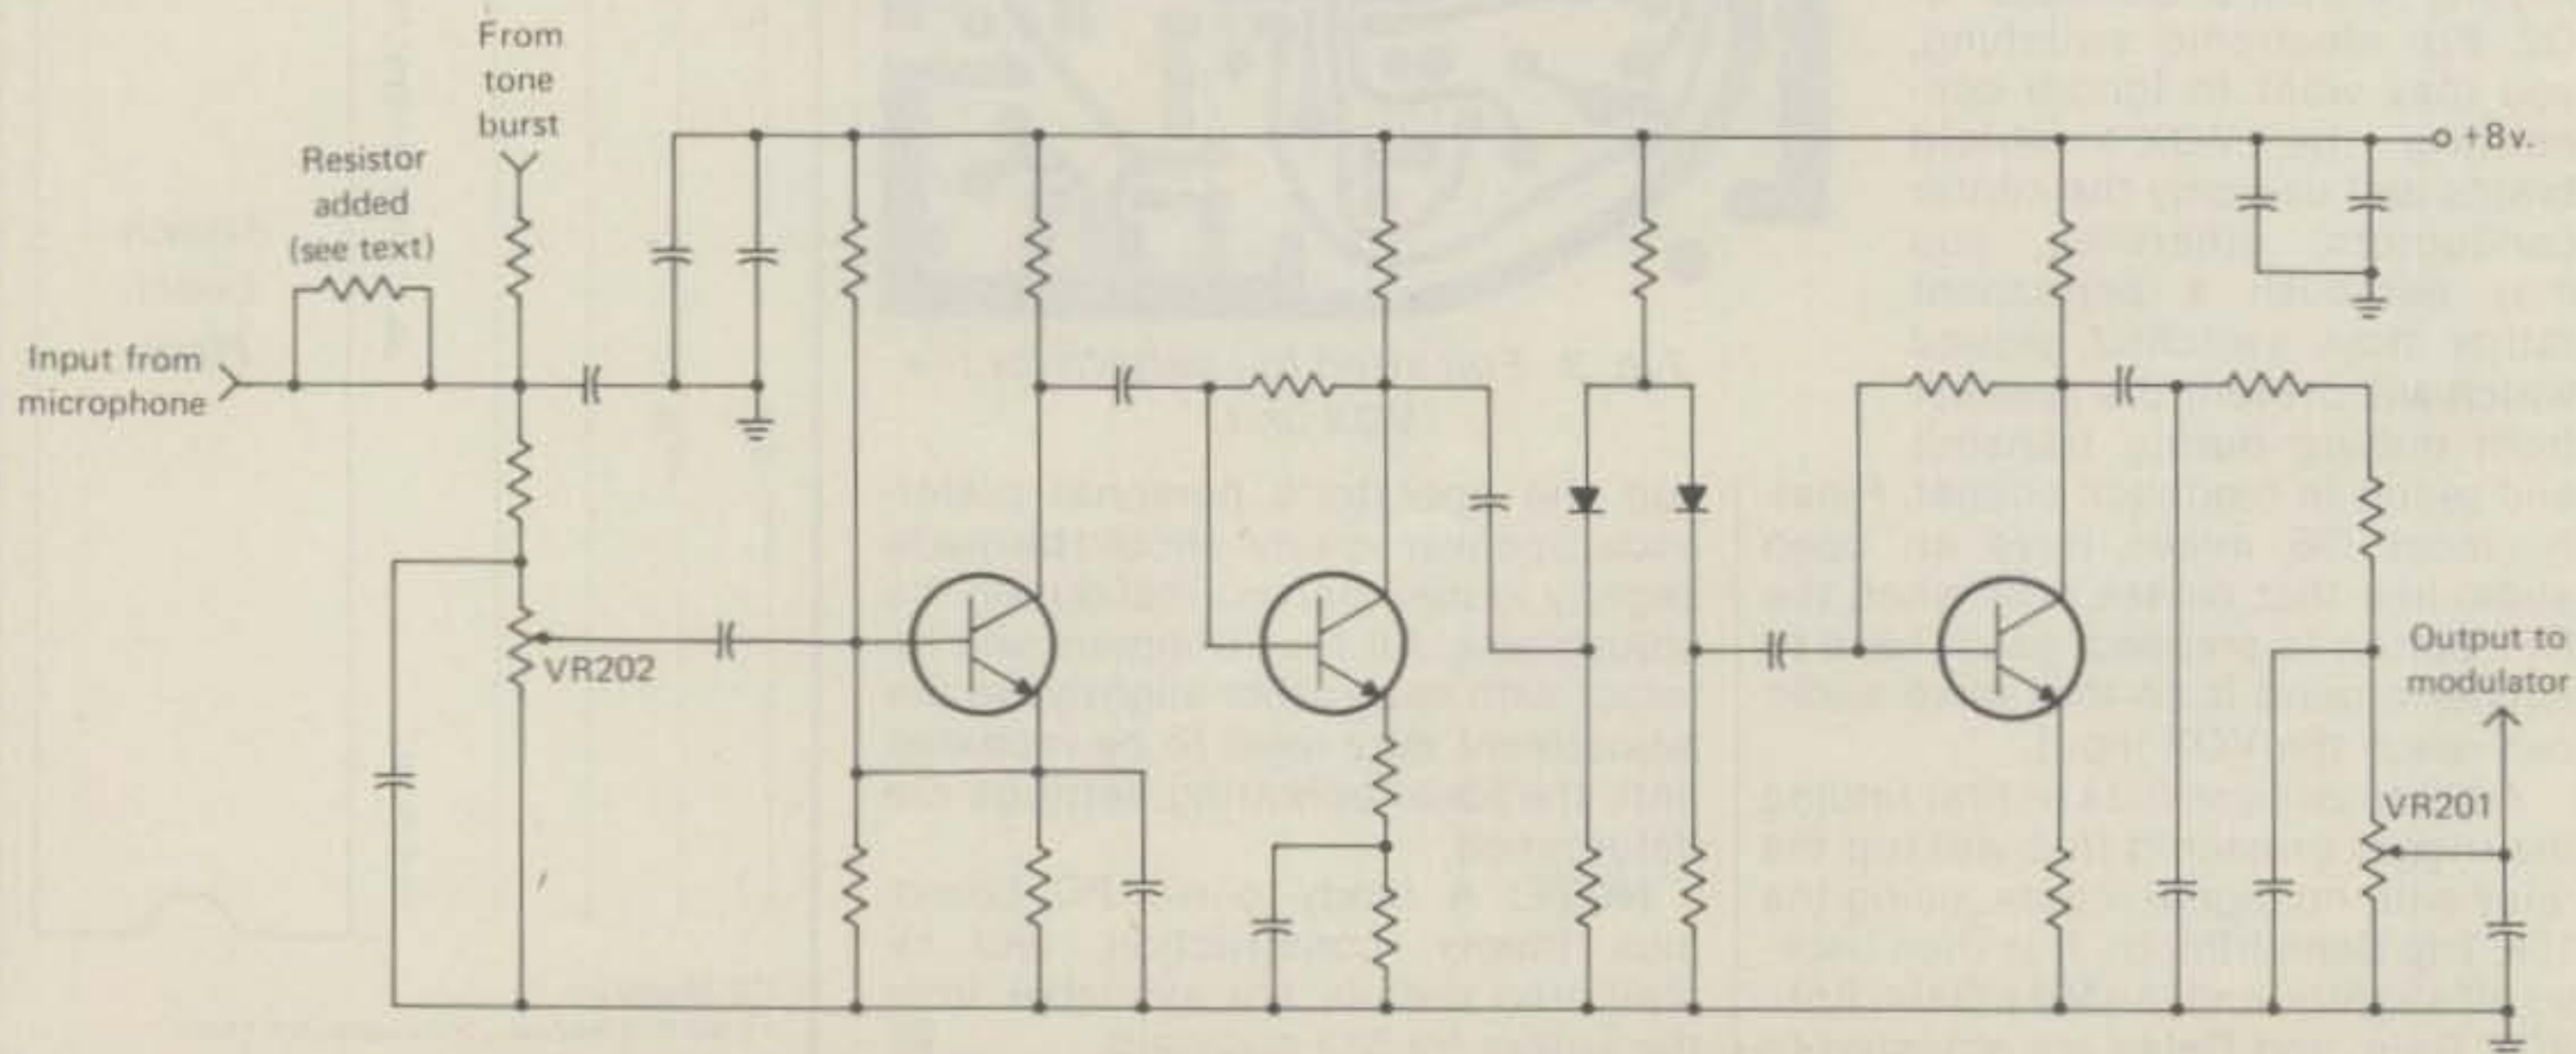 From
tone
burst
Resistor
added
(see text)
Input from
microphone
+8v.
VR202
Output to
modulator
VR201